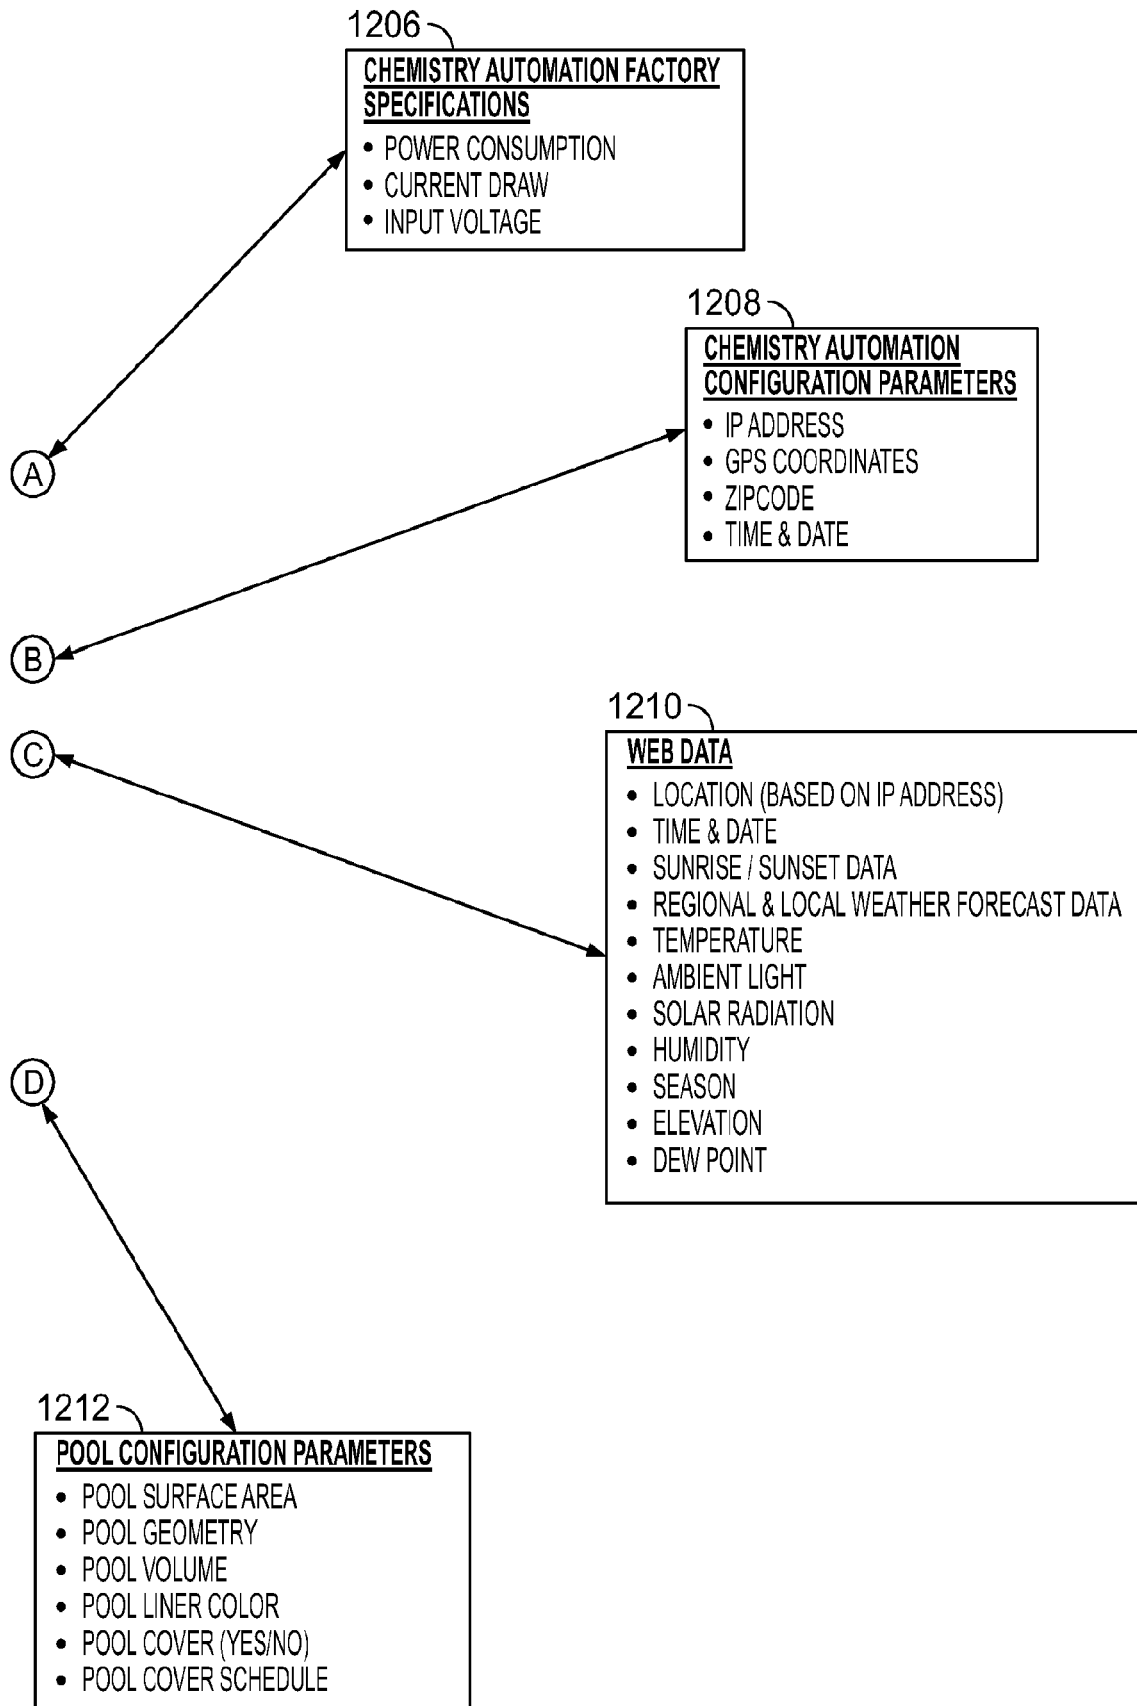 1206
CHEMISTRY AUTOMATION FACTORY
SPECIFICATIONS
• POWER CONSUMPTION
• CURRENT DRAW
• INPUT VOLTAGE
1208
CHEMISTRY AUTOMATION
CONFIGURATION PARAMETERS
• IP ADDRESS
• GPS COORDINATES
• ZIPCODE
• TIME & DATE
A
B
C
1210
WEB DATA
• LOCATION (BASED ON IP ADDRESS)
• TIME & DATE
• SUNRISE / SUNSET DATA
• REGIONAL & LOCAL WEATHER FORECAST DATA
• TEMPERATURE
• AMBIENT LIGHT
• SOLAR RADIATION
• HUMIDITY
• SEASON
• ELEVATION
• DEW POINT
D
1212
POOL CONFIGURATION PARAMETERS
• POOL SURFACE AREA
• POOL GEOMETRY
• POOL VOLUME
• POOL LINER COLOR
• POOL COVER (YES/NO)
• POOL COVER SCHEDULE